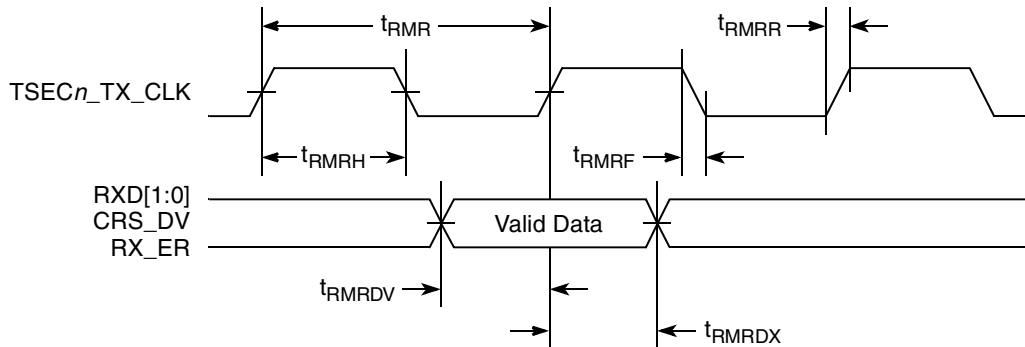 tRMR
tRMRR
TSECn_TX_CLK
tRMRH
tRMRF
RXD[1:0]
CRS_DV
RX_ER
Valid Data
tRMRDV
tRMRDX